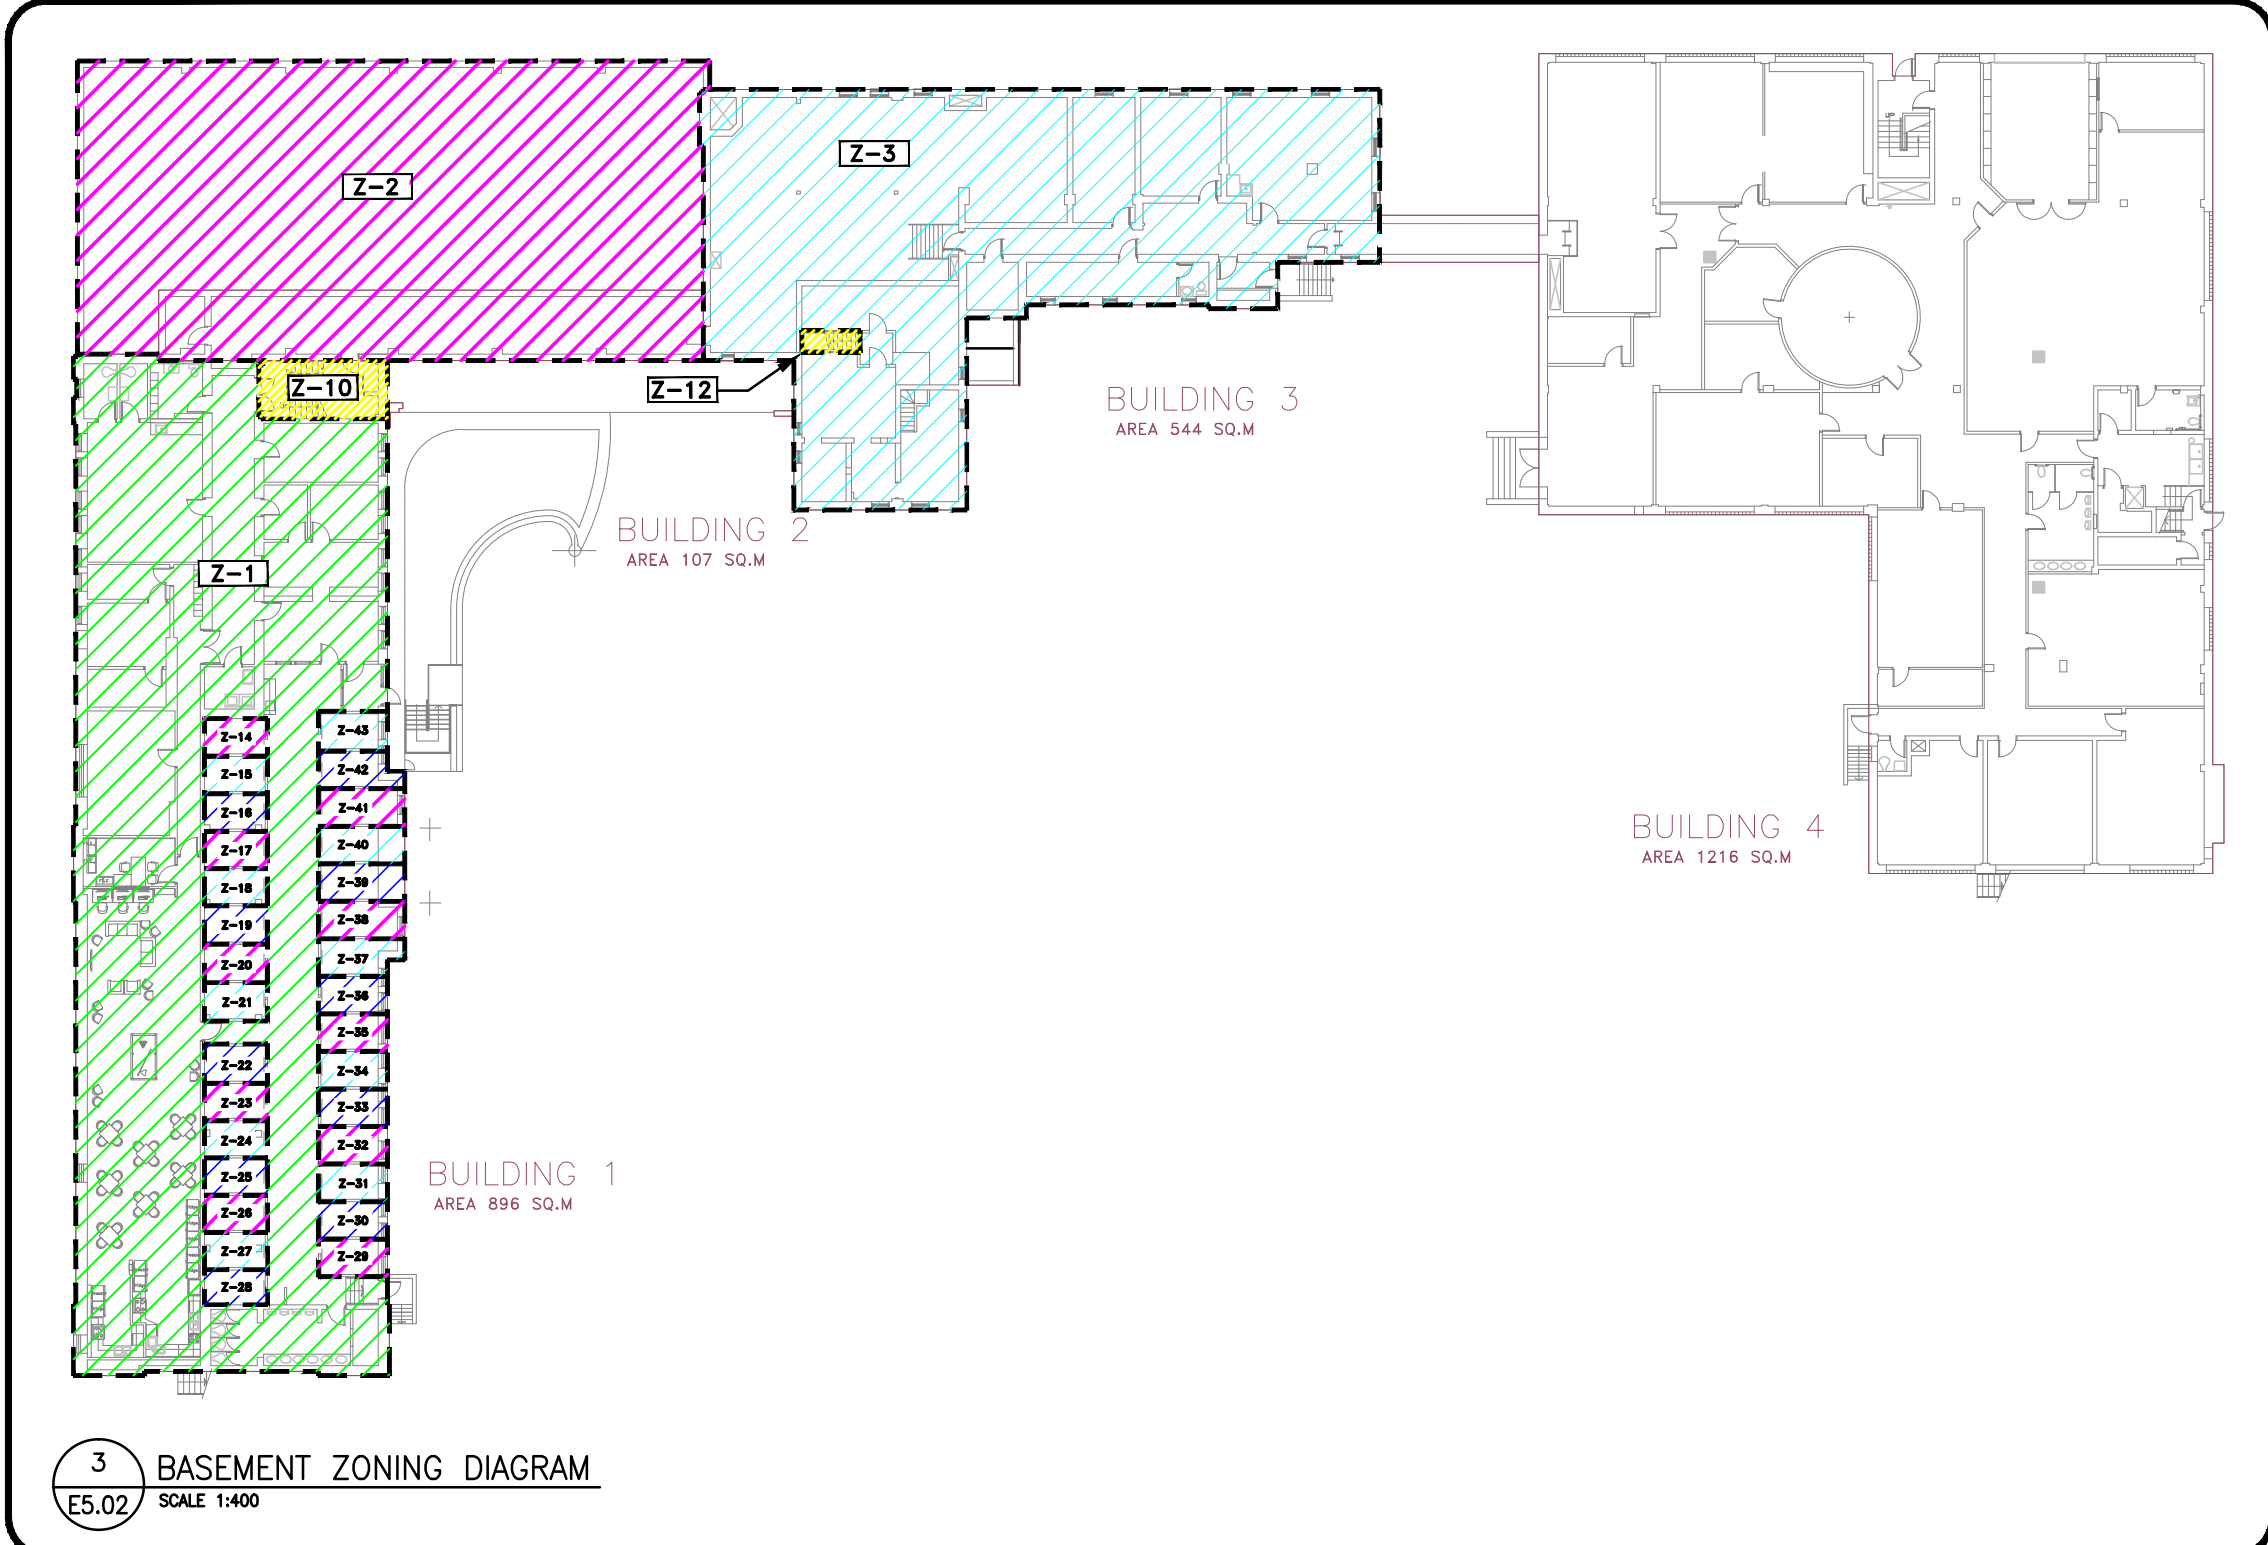 Z-2
Z-3
Z-10
Z-12
BUILDING 3
AREA 544 SQ.M
BUILDING 2
AREA 107 SQ.M
Z-1
Z-14
Z-15
Z-16
Z-17
Z-18
Z-19
Z-20
Z-21
Z-22
Z-23
Z-24
Z-25
Z-26
Z-27
Z-28
Z-43
Z-42
Z-41
Z-40
Z-39
Z-38
Z-37
Z-36
Z-35
Z-34
Z-33
Z-32
Z-31
Z-30
Z-29
BUILDING 4
AREA 1216 SQ.M
BUILDING 1
AREA 896 SQ.M
3
E5.02
BASEMENT ZONING DIAGRAM
SCALE 1:400